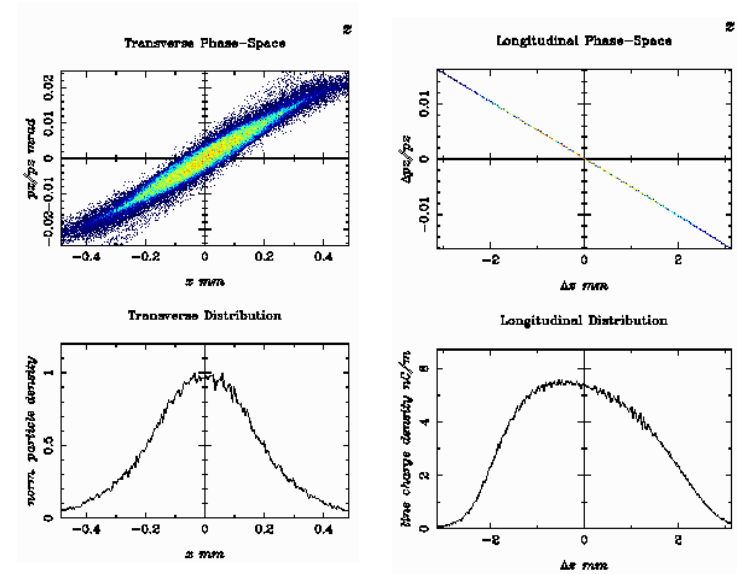 z
Transverse Phase-Space
px/pz mrad
0.02
0.01
0
-0.01
-0.02
-0.4
-0.2
0
0.2
0.4
x mm
z
Longitudinal Phase-Space
Δpz/pz
0.01
0
-0.01
-2
0
2
Δz mm
Transverse Distribution
norm particle density
1
0.5
0
-0.4
-0.2
0
0.2
0.4
x mm
Longitudinal Distribution
line charge density nC/m
6
4
2
0
-2
0
2
Δz mm